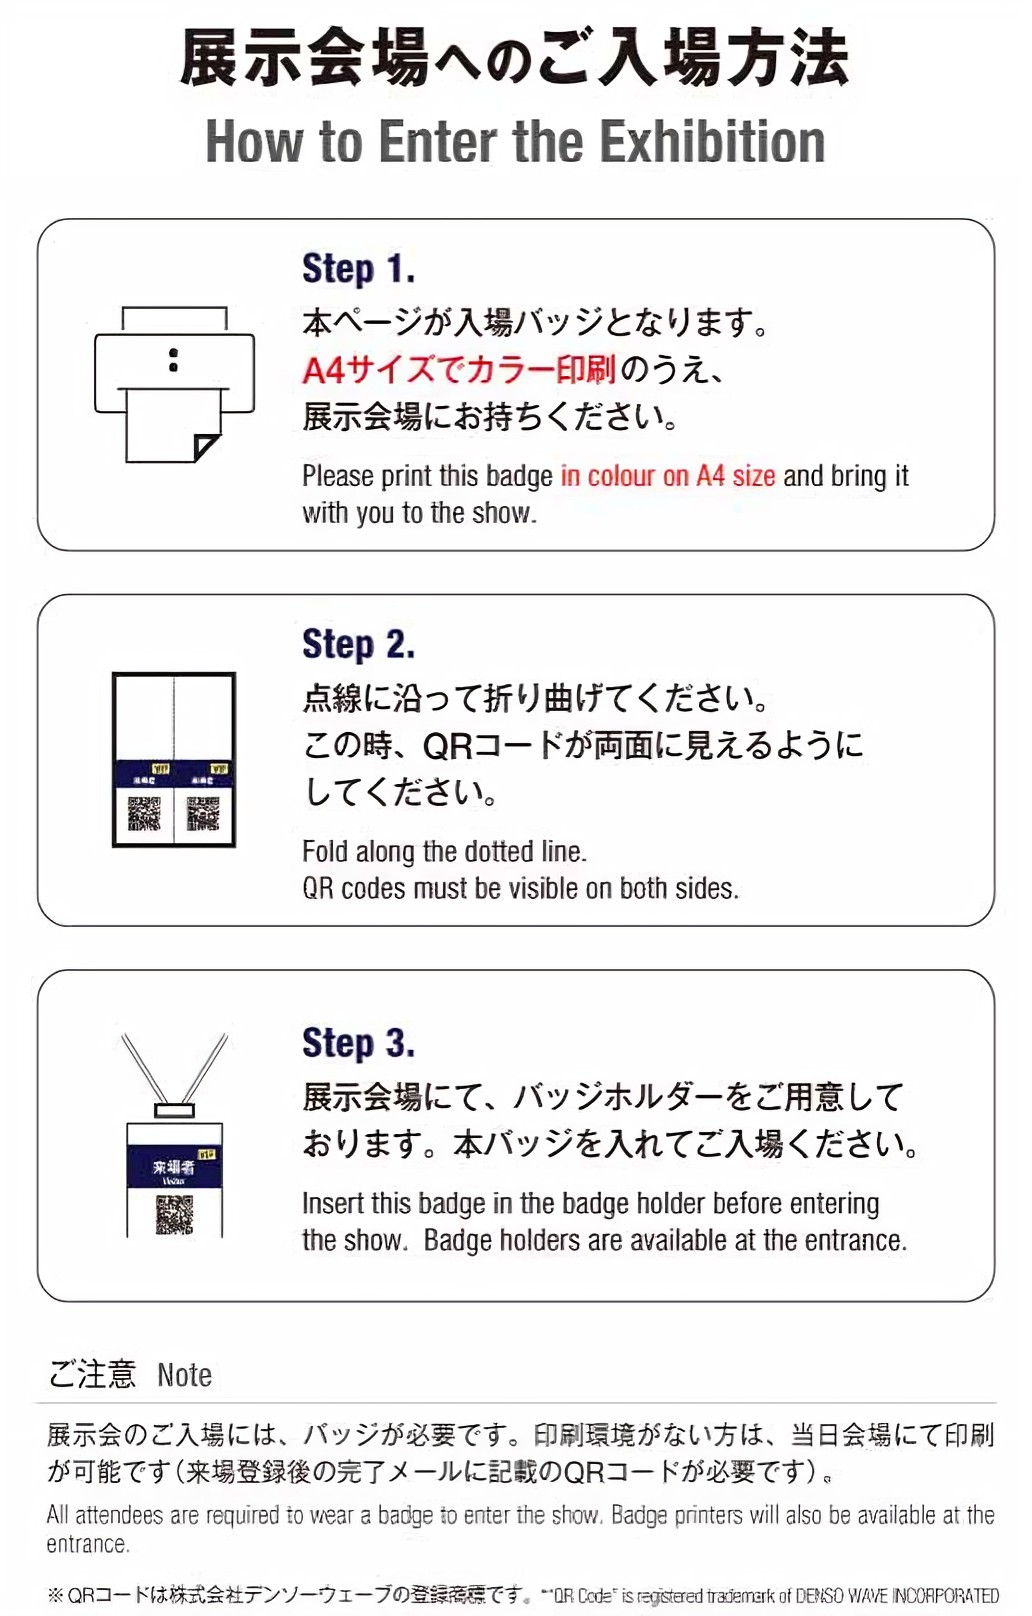 展示会場へのご入場方法
How to Enter the Exhibition
Step 1.
本ページが入場バッジとなります。
A4サイズでカラー印刷のうえ、
展示会場にお持ちください。
Please print this badge in colour on A4 size and bring it
with you to the show.
Step 2.
点線に沿って折り曲げてください。
この時、QRコードが両面に見えるように
してください。
Fold along the dotted line.
QR codes must be visible on both sides.
VIP
VIP
Step 3.
展示会場にて、バッジホルダーをご用意して
おります。本バッジを入れてご入場ください。
Insert this badge in the badge holder before entering
the show. Badge holders are available at the entrance.
VIP
来場者
Visitor
ご注意 Note
展示会のご入場には、バッジが必要です。印刷環境がない方は、当日会場にて印刷
が可能です(来場登録後の完了メールに記載のQRコードが必要です)。
All attendees are required to wear a badge to enter the show. Badge printers will also be available at the
entrance.
※ QRコードは株式会社デンソーウェーブの登録商標です。 "QR Code" is registered trademark of DENSO WAVE INCORPORATED